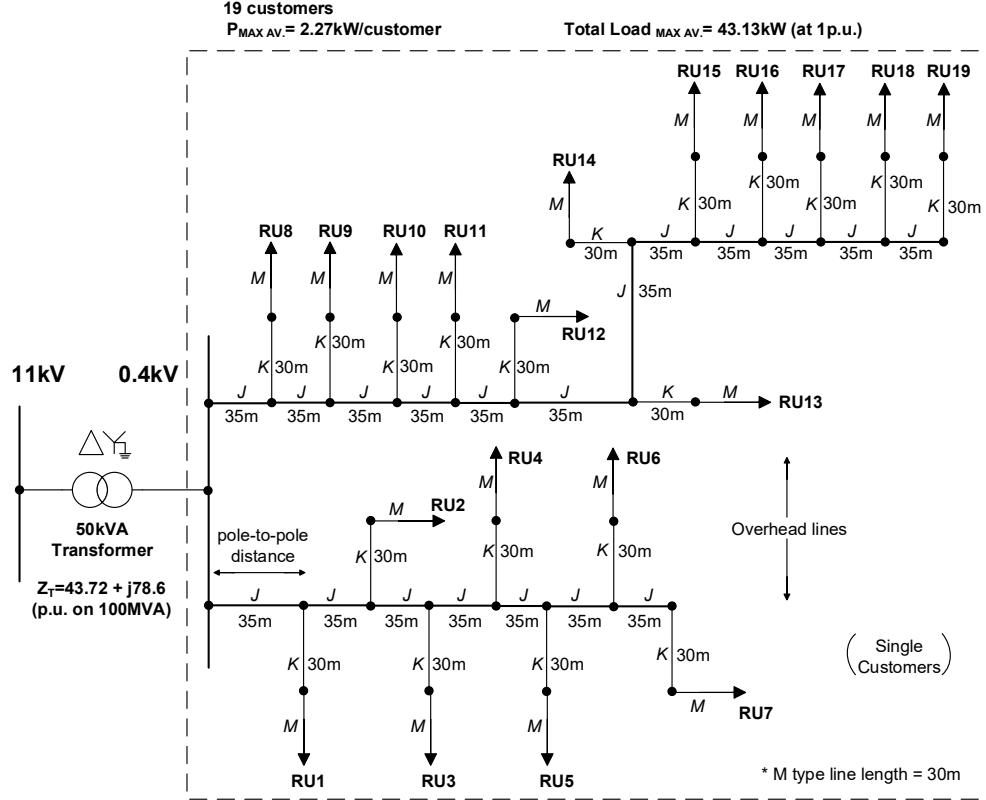 19 customers
P_MAX AV.= 2.27kW/customer
Total Load _MAX AV.= 43.13kW (at 1p.u.)
RU15 RU16 RU17 RU18 RU19
M M M M M
RU14
M
K 30m K 30m K 30m K 30m K 30m
K J J J J J
30m 35m 35m 35m 35m 35m
RU8 RU9 RU10 RU11
M M M M
J 35m
M
RU12
K 30m K 30m K 30m K 30m K 30m
11kV 0.4kV
J J J J J J K M
RU13
35m 35m 35m 35m 35m 35m 30m
RU4 RU6
M M
RU2
M
50kVA
Transformer
Z_T=43.72 + j78.6
(p.u. on 100MVA)
pole-to-pole
distance
K 30m K 30m K 30m
Overhead lines
J J J J J J J
35m 35m 35m 35m 35m 35m 35m
K 30m K 30m K 30m K 30m
(Single
Customers)
M M M M
RU7
RU1 RU3 RU5
* M type line length = 30m